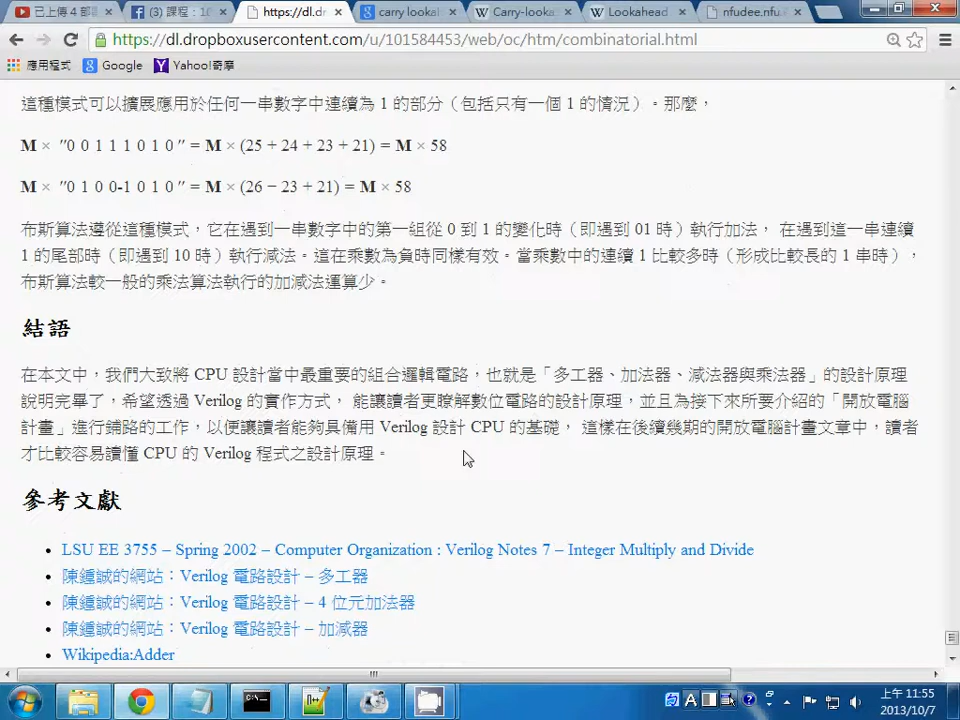 已上傳 4 部
(3) 課程：10
https://dl.dr
carry looka
Carry-looka
Lookahead
nfudee.nfu.
https://dl.dropboxusercontent.com/u/101584453/web/oc/htm/combinatorial.html
應用程式 Google Yahoo!奇摩
這種模式可以擴展應用於任何一串數字中連續為 1 的部分（包括只有一個 1 的情況）。那麼，
M × "0 0 1 1 1 0 1 0 " = M × (25 + 24 + 23 + 21) = M × 58
M × "0 1 0 0-1 0 1 0 " = M × (26 − 23 + 21) = M × 58
布斯算法遵從這種模式，它在遇到一串數字中的第一組從 0 到 1 的變化時（即遇到 01 時）執行加法， 在遇到這一串連續
1 的尾部時（即遇到 10 時）執行減法。這在乘數為負時同樣有效。當乘數中的連續 1 比較多時（形成比較長的 1 串時），
布斯算法較一般的乘法算法執行的加減法運算少。
結語
在本文中，我們大致將 CPU 設計當中最重要的組合邏輯電路，也就是「多工器、加法器、減法器與乘法器」的設計原理
說明完畢了，希望透過 Verilog 的實作方式， 能讓讀者更瞭解數位電路的設計原理，並且為接下來所要介紹的「開放電腦
計畫」進行鋪路的工作，以便讓讀者能夠具備用 Verilog 設計 CPU 的基礎， 這樣在後續幾期的開放電腦計畫文章中，讀者
才比較容易讀懂 CPU 的 Verilog 程式之設計原理。
參考文獻
• LSU EE 3755 – Spring 2002 – Computer Organization : Verilog Notes 7 – Integer Multiply and Divide
• 陳鍾誠的網站：Verilog 電路設計 – 多工器
• 陳鍾誠的網站：Verilog 電路設計 – 4 位元加法器
• 陳鍾誠的網站：Verilog 電路設計 – 加減器
• Wikipedia:Adder
上午 11:55
2013/10/7